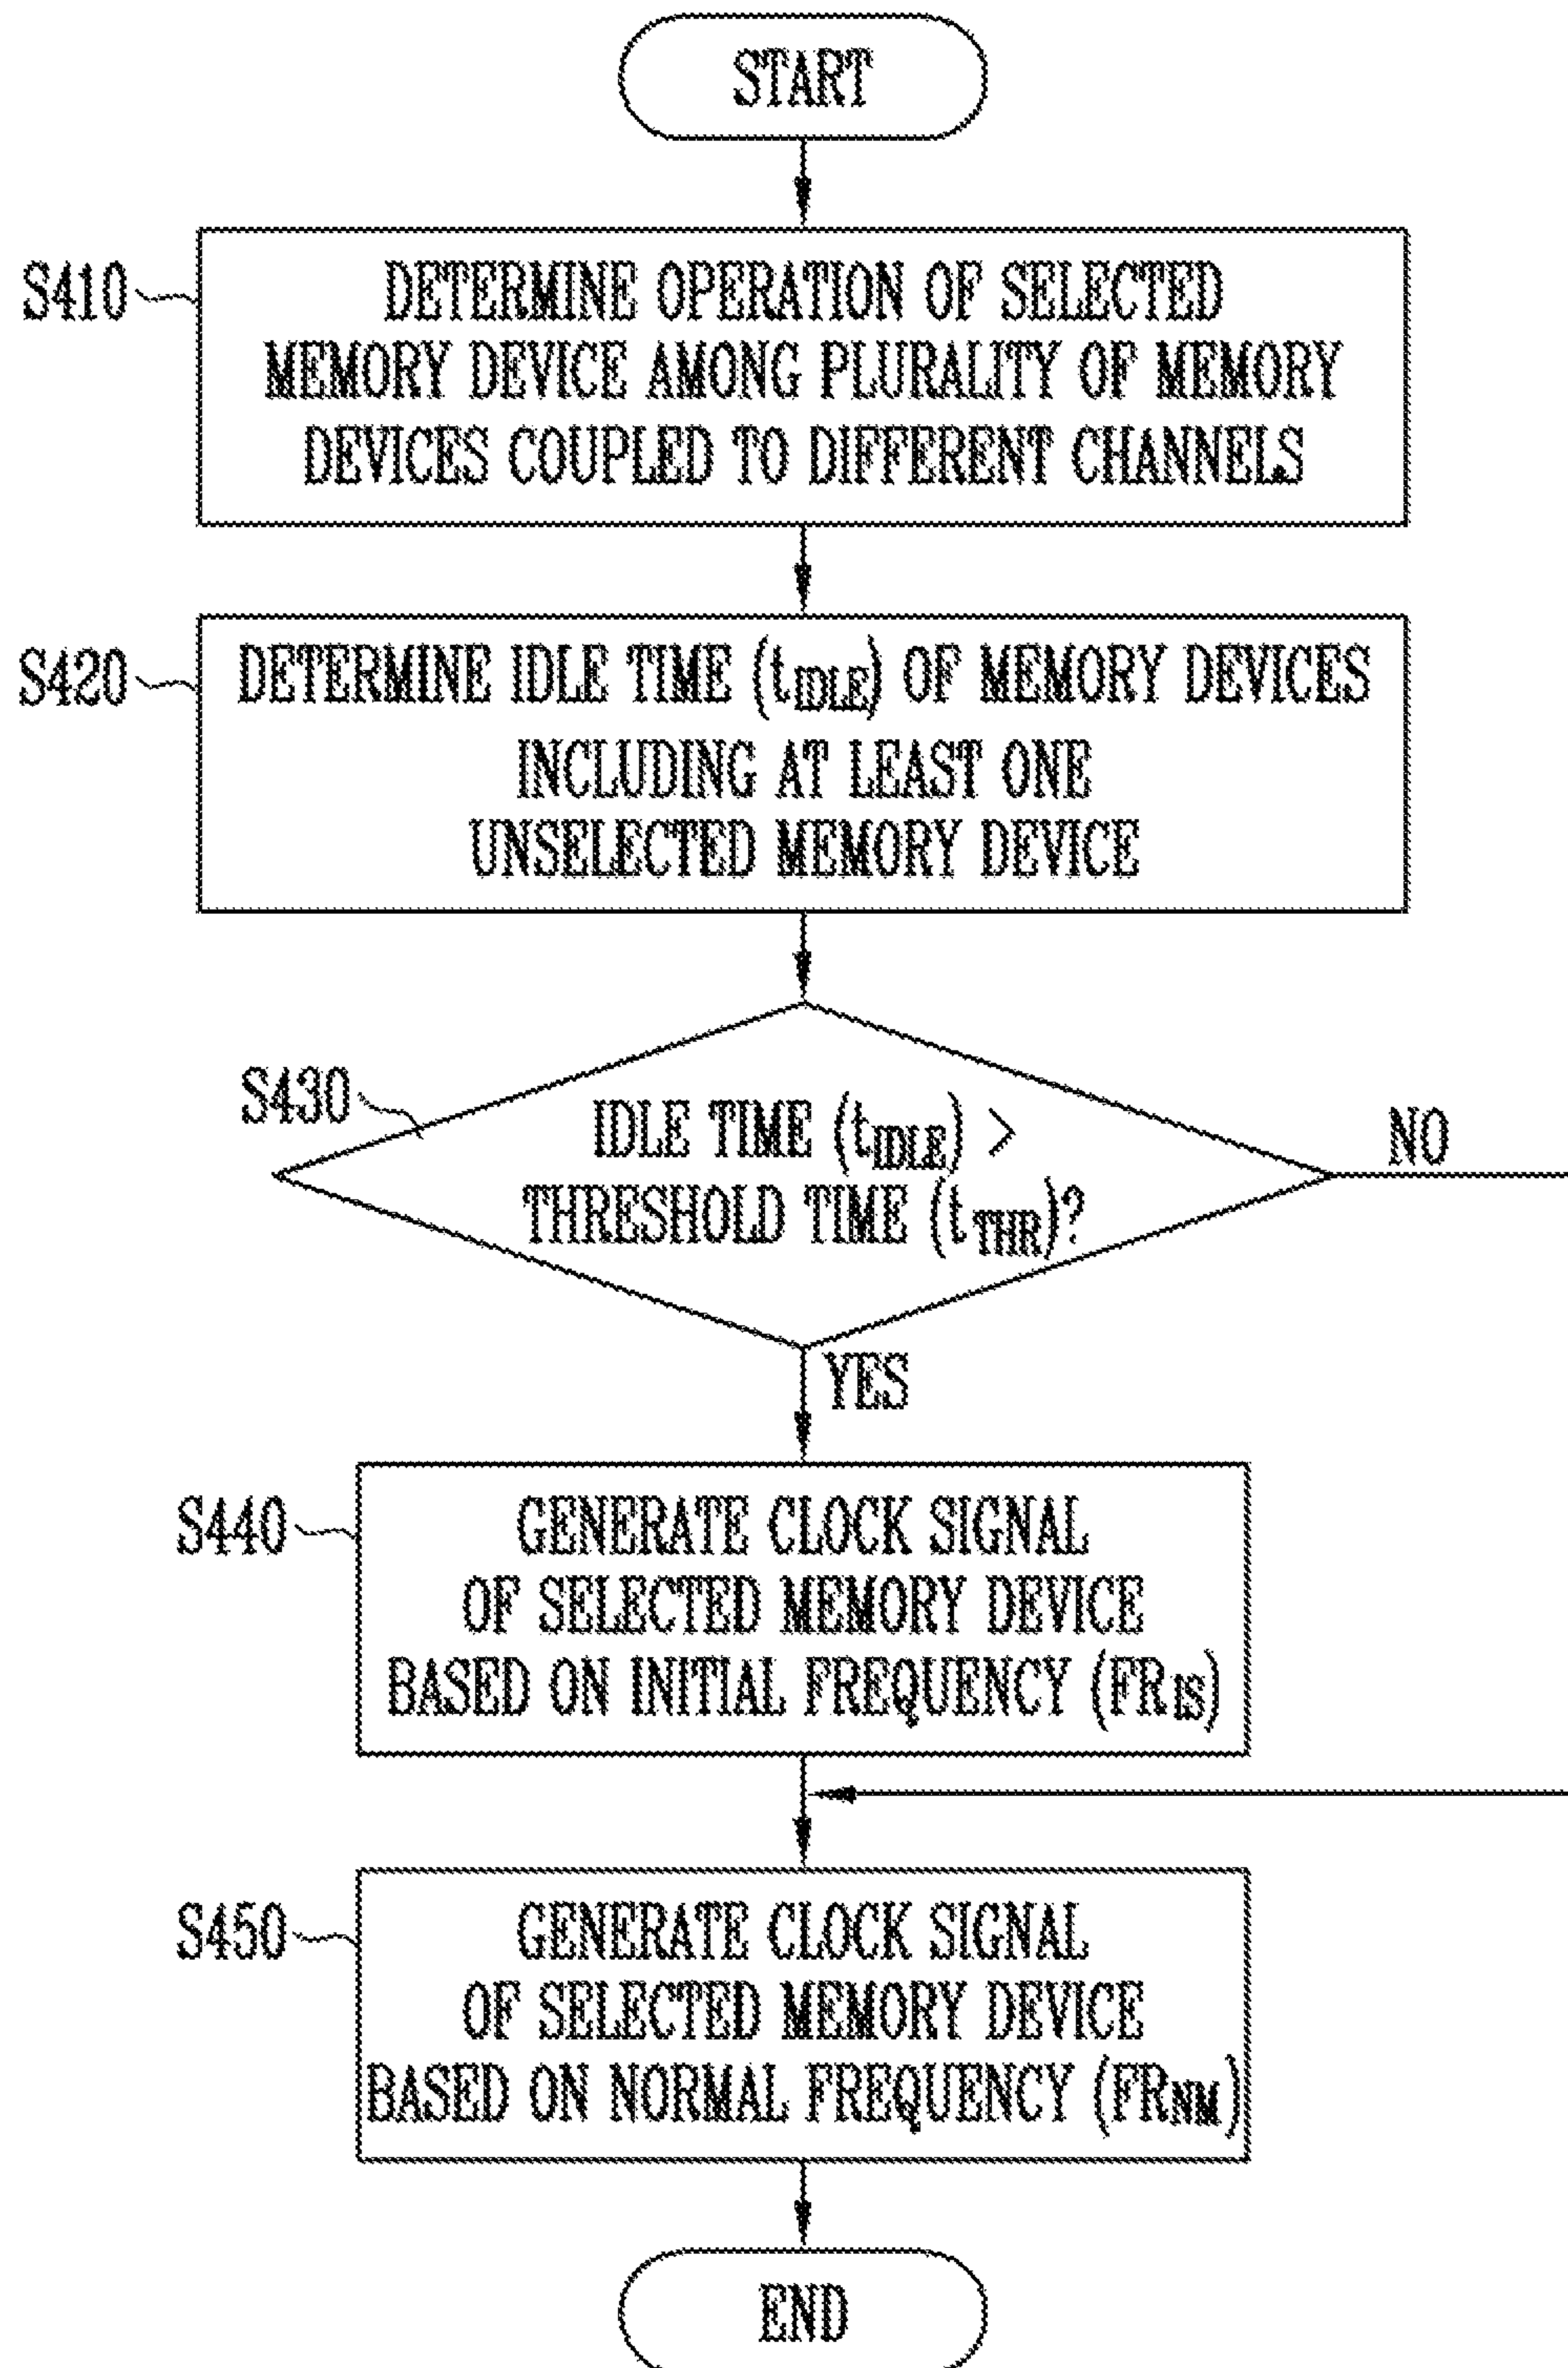 START
S410
DETERMINE OPERATION OF SELECTED
MEMORY DEVICE AMONG PLURALITY OF MEMORY
DEVICES COUPLED TO DIFFERENT CHANNELS
S420
DETERMINE IDLE TIME (tIDLE) OF MEMORY DEVICES
INCLUDING AT LEAST ONE
UNSELECTED MEMORY DEVICE
S430
IDLE TIME (tIDLE) >
THRESHOLD TIME (tTHR)?
NO
YES
S440
GENERATE CLOCK SIGNAL
OF SELECTED MEMORY DEVICE
BASED ON INITIAL FREQUENCY (FRIS)
S450
GENERATE CLOCK SIGNAL
OF SELECTED MEMORY DEVICE
BASED ON NORMAL FREQUENCY (FRNM)
END